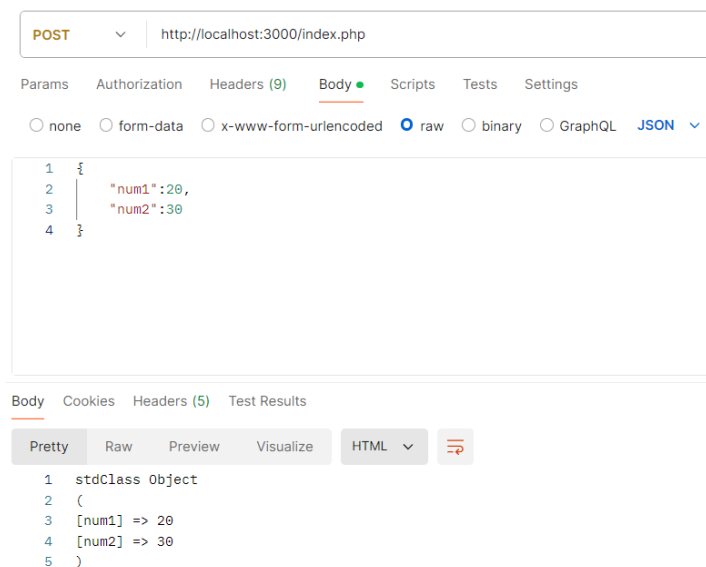 POST http://localhost:3000/index.php
Params Authorization Headers (9) Body Scripts Tests Settings
none form-data x-www-form-urlencoded raw binary GraphQL JSON
1 {
2 "num1":20,
3 "num2":30
4 }
Body Cookies Headers (5) Test Results
Pretty Raw Preview Visualize HTML
1 stdClass Object
2 (
3 [num1] => 20
4 [num2] => 30
5 )